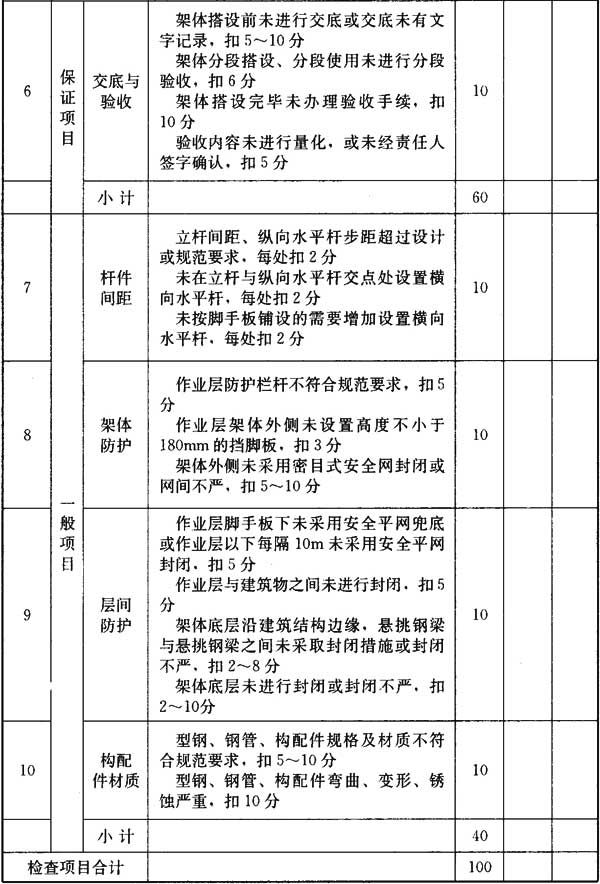 架体搭设前未进行交底或交底未有文
字记录，扣5～10分
架体分段搭设、分段使用未进行分段
验收，扣6分
架体搭设完毕未办理验收手续，扣
10分
验收内容未进行量化，或未经责任人
签字确认，扣5分
6
保证项目
交底与
验收
10
小计
60
7
一般项目
杆件
间距
立杆间距、纵向水平杆步距超过设计
或规范要求，每处扣2分
未在立杆与纵向水平杆交点处设置横
向水平杆，每处扣2分
未按脚手板铺设的需要增加设置横向
水平杆，每处扣2分
10
8
架体
防护
作业层防护栏杆不符合规范要求，扣5
分
作业层架体外侧未设置高度不小于
180mm的挡脚板，扣3分
架体外侧未采用密目式安全网封闭或
网间不严，扣5～10分
10
9
层间
防护
作业层脚手板下未采用安全平网兜底
或作业层以下每隔10m未采用安全平网
封闭，扣5分
作业层与建筑物之间未进行封闭，扣5
分
架体底层沿建筑结构边缘，悬挑钢梁
与悬挑钢梁之间未采取封闭措施或封闭
不严，扣2～8分
架体底层未进行封闭或封闭不严，扣
2～10分
10
10
构配
件材质
型钢、钢管、构配件规格及材质不符
合规范要求，扣5～10分
型钢、钢管、构配件弯曲、变形、锈
蚀严重，扣10分
10
小计
40
检查项目合计
100